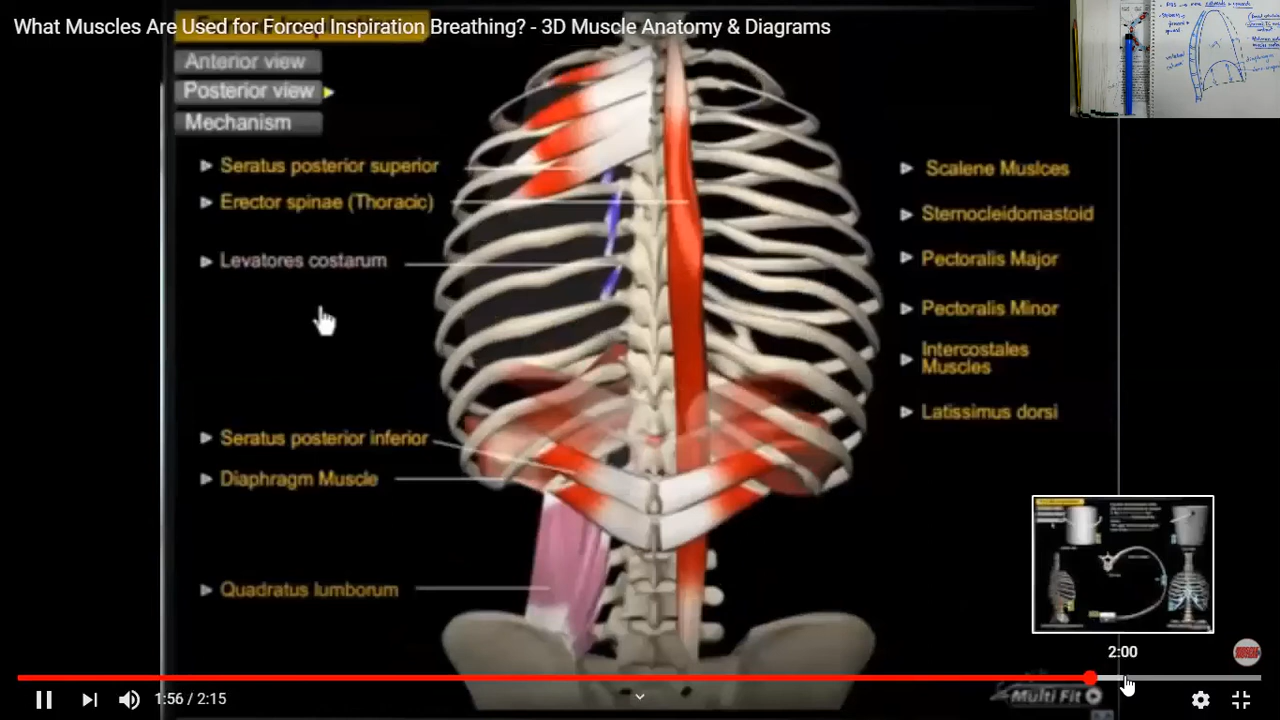 What Muscles Are Used for Forced Inspiration Breathing? - 3D Muscle Anatomy & Diagrams
Anterior view
Posterior view
Mechanism
Seratus posterior superior
Erector spinae (Thoracic)
Levatores costarum
Seratus posterior inferior
Diaphragm Muscle
Quadratus lumborum
Scalene Muslces
Sternocleidomastoid
Pectoralis Major
Pectoralis Minor
Intercostales
Muscles
Latissimus dorsi
2:00
1:56 / 2:15
Multi Fit